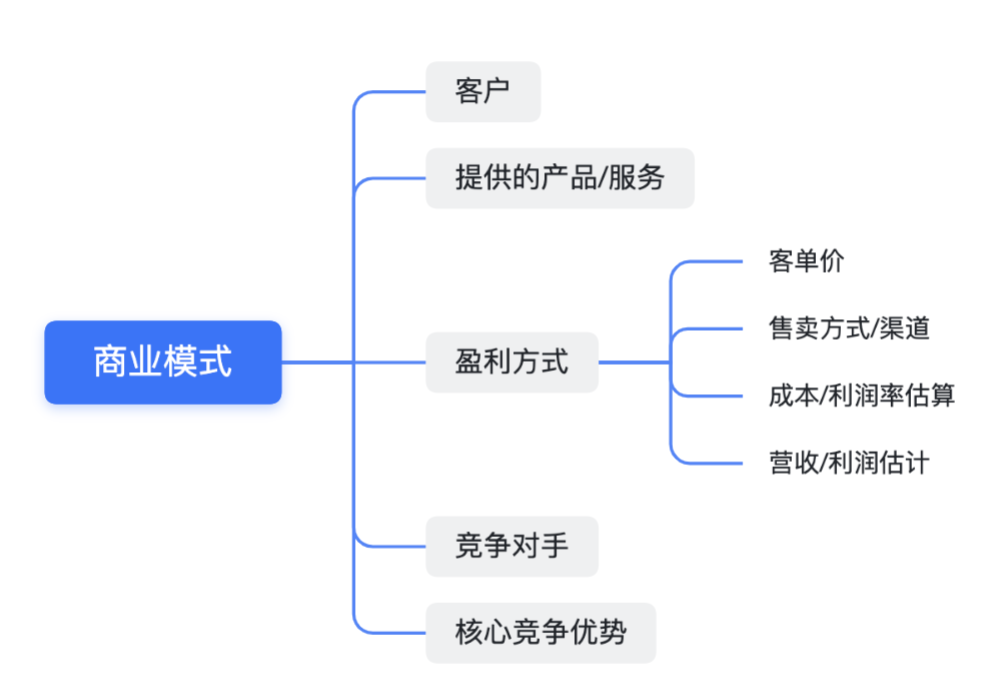 商业模式
客户
提供的产品/服务
盈利方式
客单价
售卖方式/渠道
成本/利润率估算
营收/利润估计
竞争对手
核心竞争优势